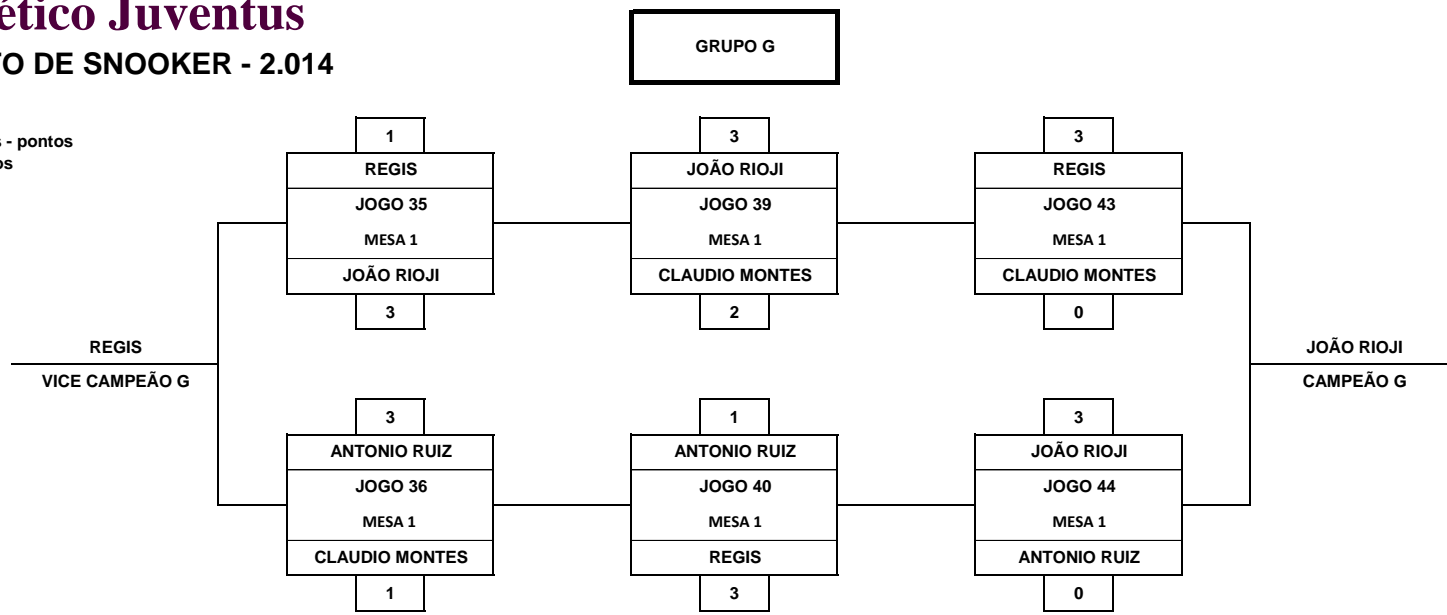 ético Juventus
TO DE SNOOKER - 2.014
GRUPO G
s - pontos
os
1
REGIS
JOGO 35
MESA 1
JOÃO RIOJI
3
3
JOÃO RIOJI
JOGO 39
MESA 1
CLAUDIO MONTES
2
3
REGIS
JOGO 43
MESA 1
CLAUDIO MONTES
0
REGIS
VICE CAMPEÃO G
JOÃO RIOJI
CAMPEÃO G
3
ANTONIO RUIZ
JOGO 36
MESA 1
CLAUDIO MONTES
1
1
ANTONIO RUIZ
JOGO 40
MESA 1
REGIS
3
3
JOÃO RIOJI
JOGO 44
MESA 1
ANTONIO RUIZ
0